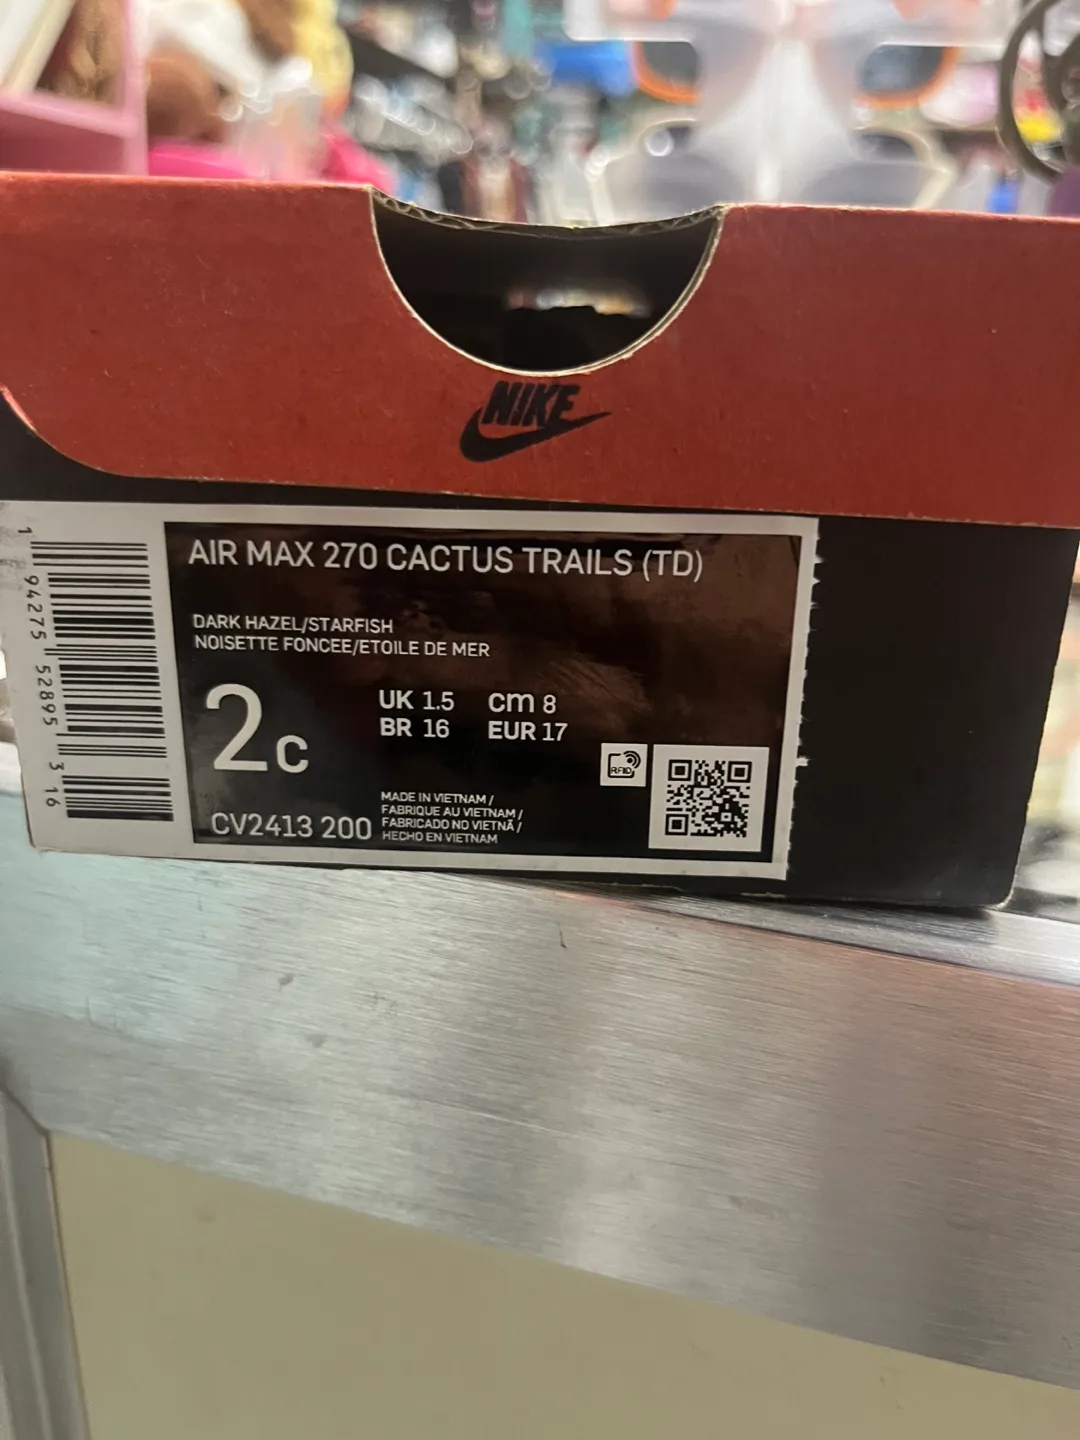 NIKE
AIR MAX 270 CACTUS TRAILS (TD)
DARK HAZEL/STARFISH
NOISETTE FONCEE/ETOILE DE MER
2c
UK 1.5 cm 8
BR 16 EUR 17
RFID
MADE IN VIETNAM /
FABRIQUE AU VIETNAM /
FABRICADO NO VIETNÃ /
HECHO EN VIETNAM
CV2413 200
1 94275 52895 3 16